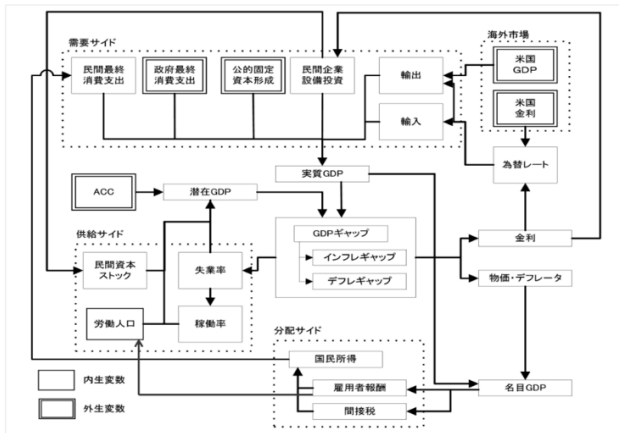 需要サイド
海外市場
民間最終
消費支出
政府最終
消費支出
公的固定
資本形成
民間企業
設備投資
輸出
輸入
米国
GDP
米国
金利
為替レート
実質GDP
ACC
潜在GDP
GDPギャップ
インフレギャップ
デフレギャップ
金利
物価・デフレータ
供給サイド
民間資本
ストック
失業率
労働人口
稼働率
分配サイド
国民所得
雇用者報酬
間接税
名目GDP
内生変数
外生変数